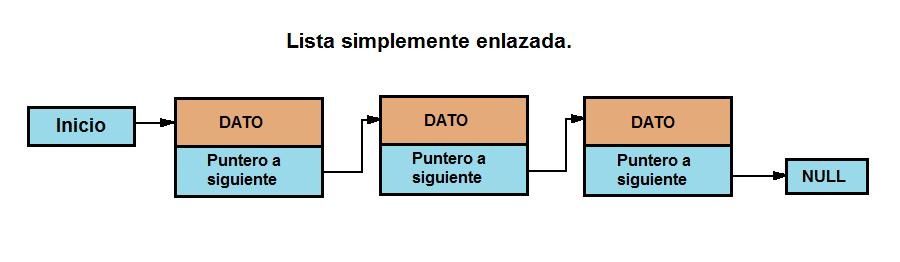 Lista simplemente enlazada.
Inicio
DATO
Puntero a
siguiente
DATO
Puntero a
siguiente
DATO
Puntero a
siguiente
NULL